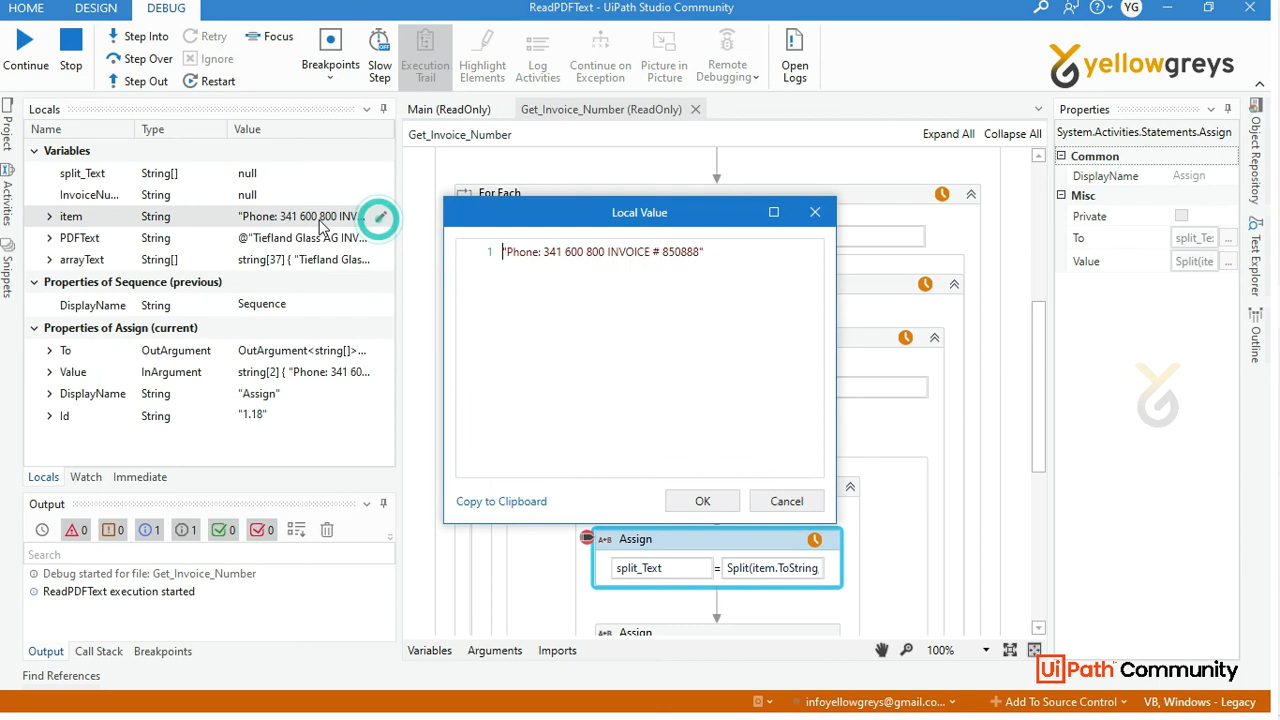 HOME DESIGN DEBUG ReadPDFText - UiPath Studio Community YG
Continue Stop Step Into Step Over Step Out Retry Ignore Restart Focus Breakpoints Slow Step Execution Trail Highlight Elements Log Activities Continue on Exception Picture in Picture Remote Debugging Open Logs
yellowgreys
Project
Activities
Snippets
Locals
Name Type Value
Variables
split_Text String[] null
InvoiceNu... String null
item String "Phone: 341 600 800 INV...
PDFText String @"Tiefland Glass AG INV...
arrayText String[] string[37] { "Tiefland Glas...
Properties of Sequence (previous)
DisplayName String Sequence
Properties of Assign (current)
To OutArgument OutArgument<string[]>...
Value InArgument string[2] { "Phone: 341 60...
DisplayName String "Assign"
Id String "1.18"
Locals Watch Immediate
Output
0 0 1 1 0 0
Search
Debug started for file: Get_Invoice_Number
ReadPDFText execution started
Output Call Stack Breakpoints
Find References
Main (ReadOnly) Get_Invoice_Number (ReadOnly)
Get_Invoice_Number Expand All Collapse All
For Each
Local Value
1 "Phone: 341 600 800 INVOICE # 850888"
Copy to Clipboard OK Cancel
A+B Assign
split_Text = Split(item.ToString,
A+B Assign
Variables Arguments Imports 100%
Properties
System.Activities.Statements.Assign
Common
DisplayName Assign
Misc
Private
To split_Te: ...
Value Split(ite ...
Object Repository
Test Explorer
Outline
UiPath Community
infoyellowgreys@gmail.co... Add To Source Control VB, Windows - Legacy